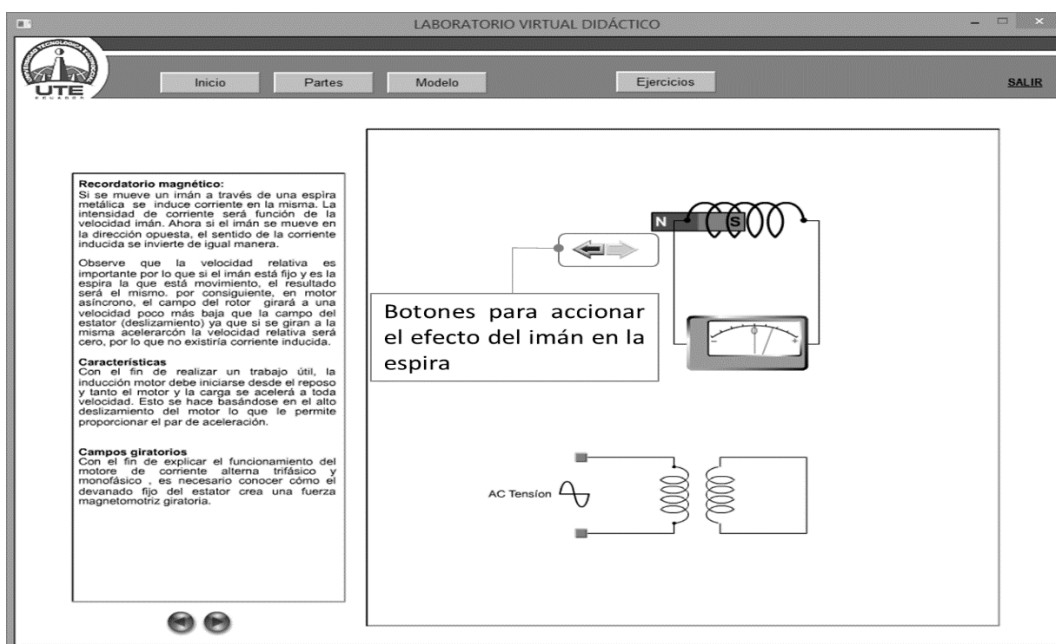 LABORATORIO VIRTUAL DIDÁCTICO
UTE
ECUADOR
Inicio
Partes
Modelo
Ejercicios
SALIR
Recordatorio magnético:
Si se mueve un imán a través de una espira
metálica se induce corriente en la misma. La
intensidad de corriente será función de la
velocidad imán. Ahora si el imán se mueve en
la dirección opuesta, el sentido de la corriente
inducida se invierte de igual manera.
Observe que la velocidad relativa es
importante por lo que si el imán está fijo y es la
espira la que está movimiento, el resultado
será el mismo. por consiguiente, en motor
asíncrono, el campo del rotor girará a una
velocidad poco más baja que la campo del
estator (deslizamiento) ya que si se giran a la
misma acelerarcón la velocidad relativa será
cero, por lo que no existiría corriente inducida.
Características
Con el fin de realizar un trabajo útil, la
inducción motor debe iniciarse desde el reposo
y tanto el motor y la carga se acelerá a toda
velocidad. Esto se hace basándose en el alto
deslizamiento del motor lo que le permite
proporcionar el par de aceleración.
Campos giratorios
Con el fin de explicar el funcionamiento del
motore de corriente alterna trifásico y
monofásico , es necesario conocer cómo el
devanado fijo del estator crea una fuerza
magnetomotriz giratoria.
N S
Botones para accionar
el efecto del imán en la
espira
0
AC Tensíon